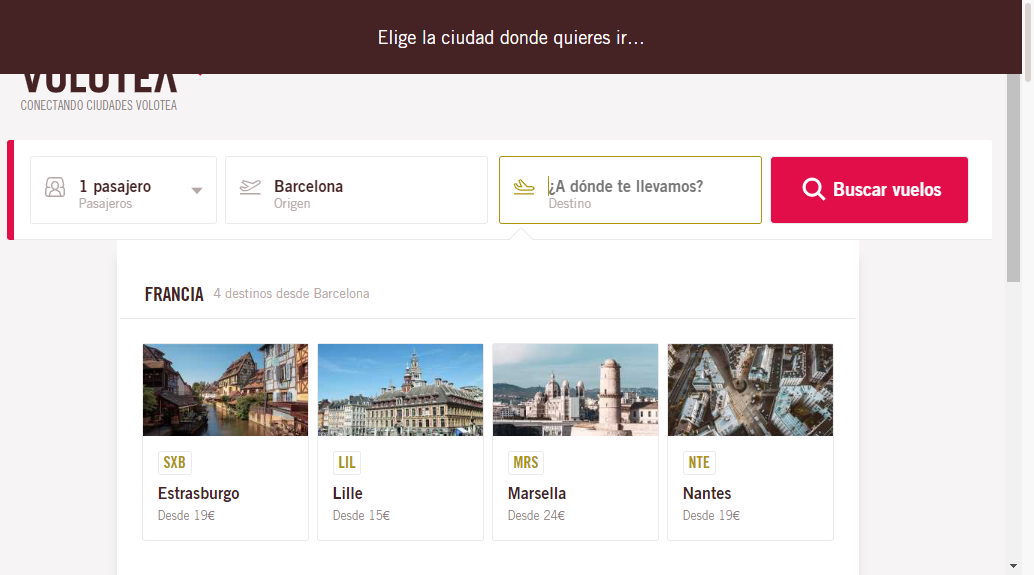 Elige la ciudad donde quieres ir...
VOLOTEA
CONECTANDO CIUDADES VOLOTEA
1 pasajero
Pasajeros
Barcelona
Origen
¿A dónde te llevamos?
Destino
Buscar vuelos
FRANCIA 4 destinos desde Barcelona
SXB
Estrasburgo
Desde 19€
LIL
Lille
Desde 15€
MRS
Marsella
Desde 24€
NTE
Nantes
Desde 19€